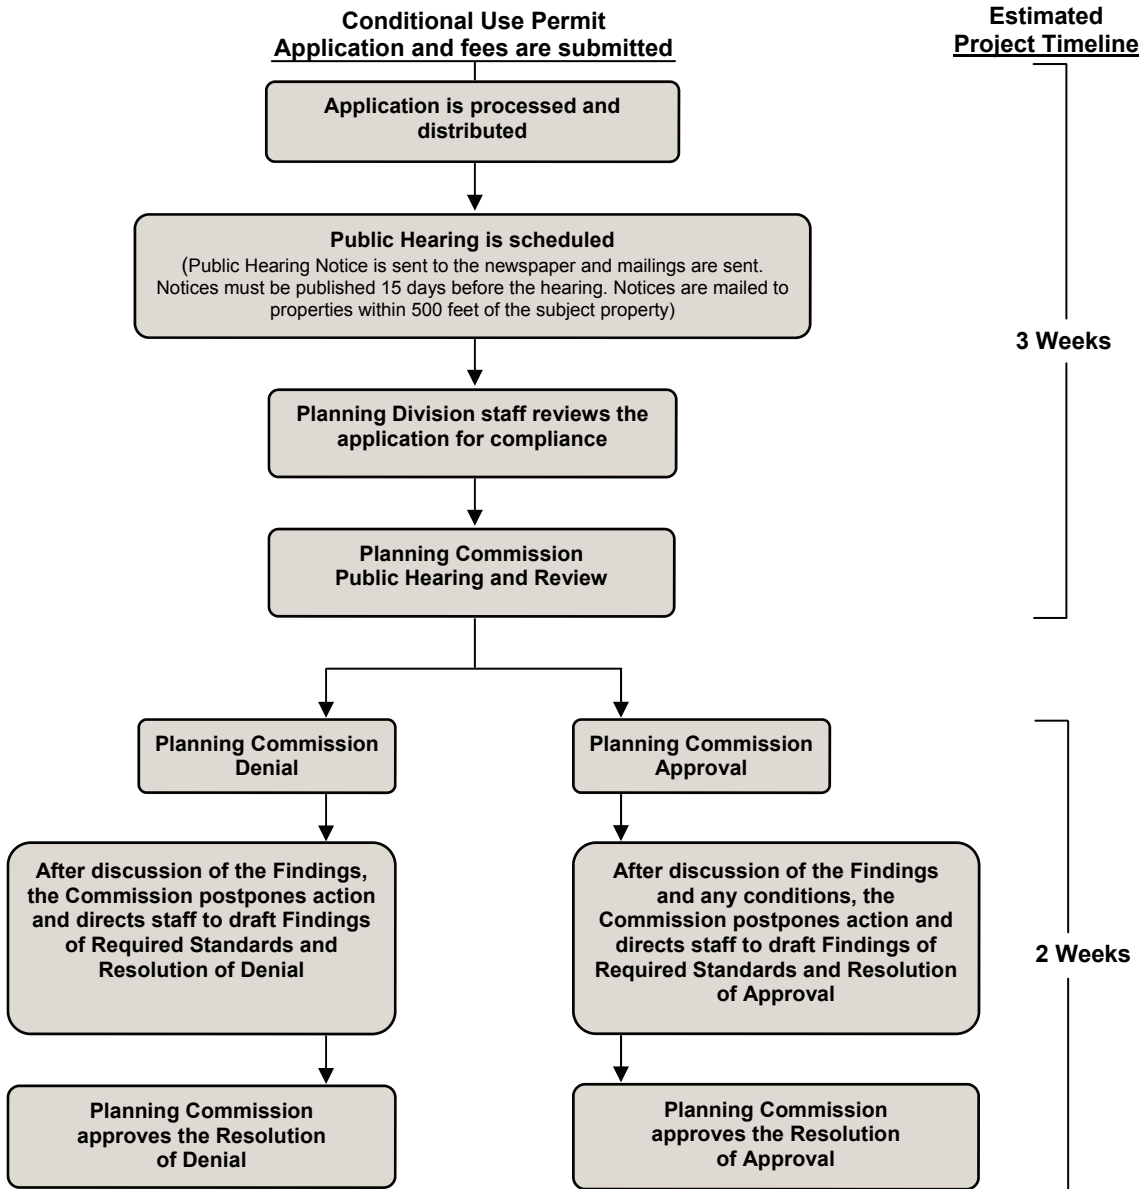 Conditional Use Permit
Application and fees are submitted
Estimated
Project Timeline
Application is processed and
distributed
Public Hearing is scheduled
(Public Hearing Notice is sent to the newspaper and mailings are sent.
Notices must be published 15 days before the hearing. Notices are mailed to
properties within 500 feet of the subject property)
3 Weeks
Planning Division staff reviews the
application for compliance
Planning Commission
Public Hearing and Review
Planning Commission
Denial
Planning Commission
Approval
After discussion of the Findings,
the Commission postpones action
and directs staff to draft Findings
of Required Standards and
Resolution of Denial
After discussion of the Findings
and any conditions, the
Commission postpones action and
directs staff to draft Findings of
Required Standards and Resolution
of Approval
2 Weeks
Planning Commission
approves the Resolution
of Denial
Planning Commission
approves the Resolution
of Approval